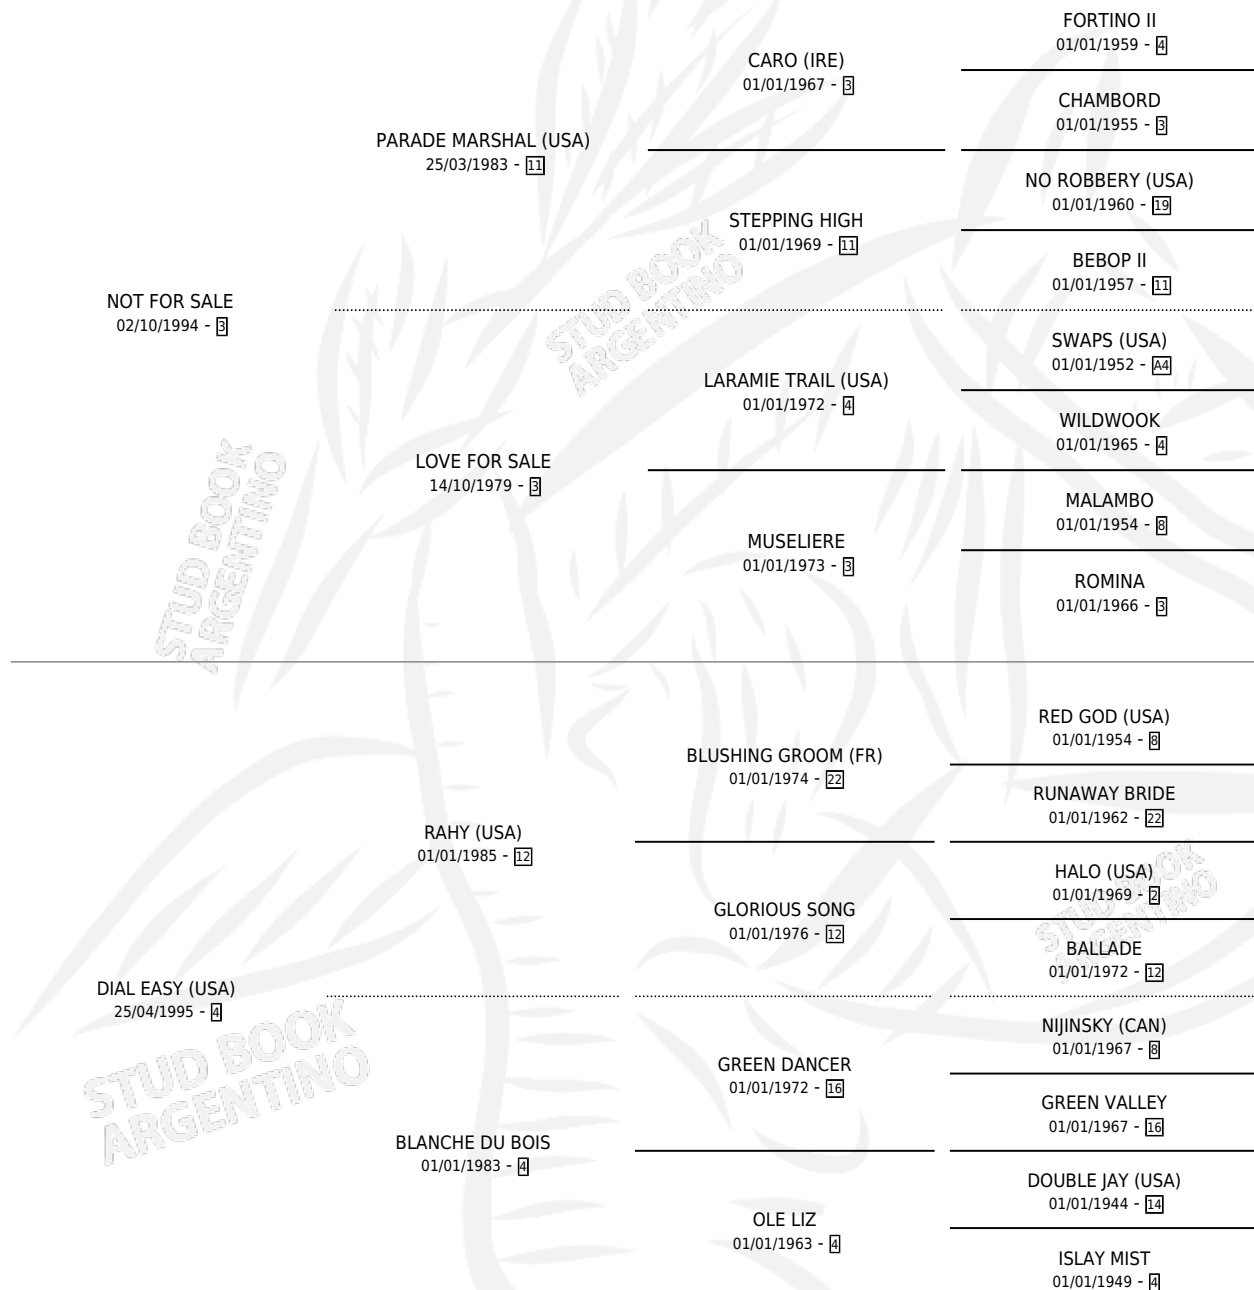 FORTINO II
01/01/1959 - 4
CARO (IRE)
01/01/1967 - 3
CHAMBORD
01/01/1955 - 3
PARADE MARSHAL (USA)
25/03/1983 - 11
NO ROBBERY (USA)
01/01/1960 - 19
STEPPING HIGH
01/01/1969 - 11
BEBOP II
01/01/1957 - 11
NOT FOR SALE
02/10/1994 - 3
STUD BOOK
ARGENTINO
SWAPS (USA)
01/01/1952 - A4
LARAMIE TRAIL (USA)
01/01/1972 - 4
WILDWOOK
01/01/1965 - 4
LOVE FOR SALE
14/10/1979 - 3
MALAMBO
01/01/1954 - 8
MUSELIERE
01/01/1973 - 3
ROMINA
01/01/1966 - 3
STUD BOOK
ARGENTINO
RED GOD (USA)
01/01/1954 - 8
BLUSHING GROOM (FR)
01/01/1974 - 22
RUNAWAY BRIDE
01/01/1962 - 22
RAHY (USA)
01/01/1985 - 12
HALO (USA)
01/01/1969 - 2
GLORIOUS SONG
01/01/1976 - 12
STUD BOOK
ARGENTINO
BALLADE
01/01/1972 - 12
DIAL EASY (USA)
25/04/1995 - 4
NIJINSKY (CAN)
01/01/1967 - 8
GREEN DANCER
01/01/1972 - 16
STUD BOOK
ARGENTINO
GREEN VALLEY
01/01/1967 - 16
BLANCHE DU BOIS
01/01/1983 - 4
DOUBLE JAY (USA)
01/01/1944 - 14
OLE LIZ
01/01/1963 - 4
ISLAY MIST
01/01/1949 - 4